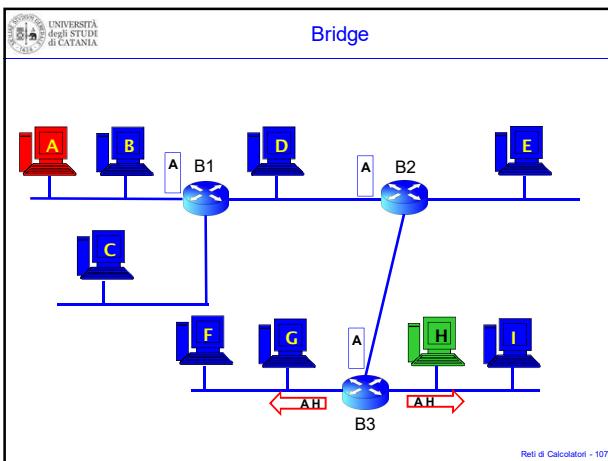 UNIVERSITÀ
degli STUDI
di CATANIA
Bridge
A
B
A
B1
D
A
B2
E
C
F
G
A
H
I
A H
A H
B3
Reti di Calcolatori - 107